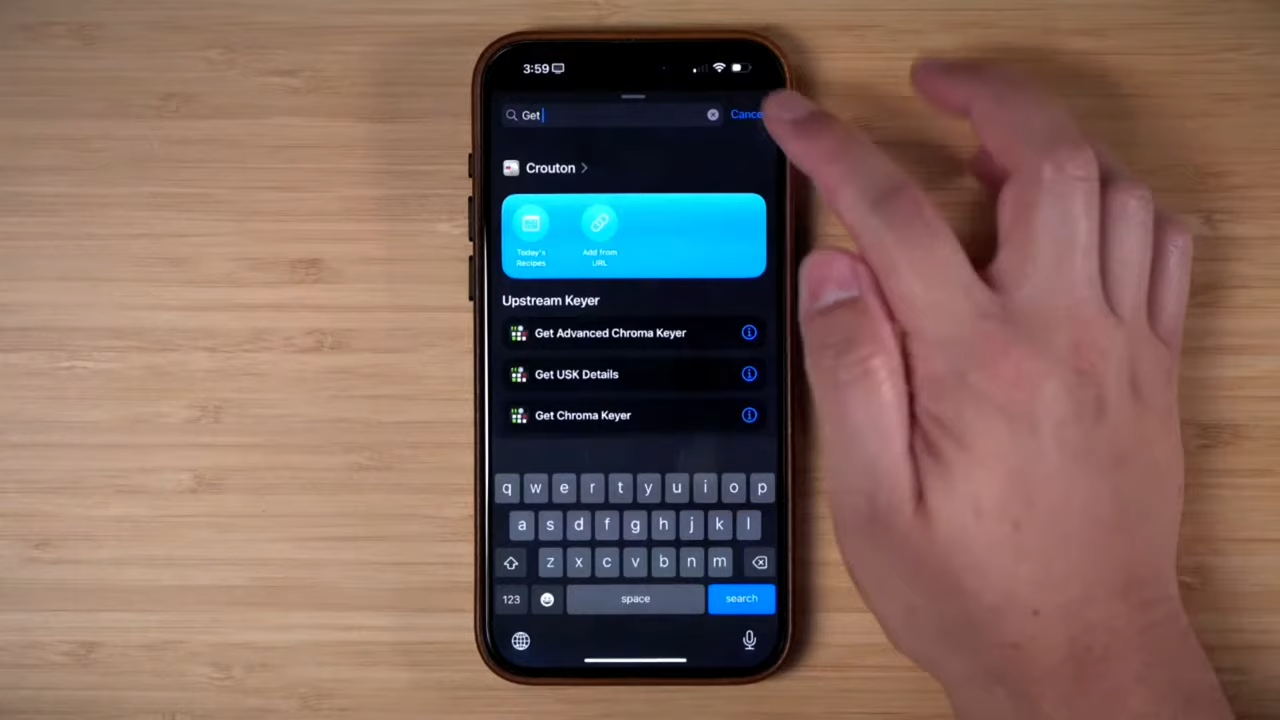 3:59
Get
Cance
Crouton
Today's
Recipes
Add from
URL
Upstream Keyer
Get Advanced Chroma Keyer
Get USK Details
Get Chroma Keyer
q w e r t y u i o p
a s d f g h j k l
z x c v b n m
123 space search